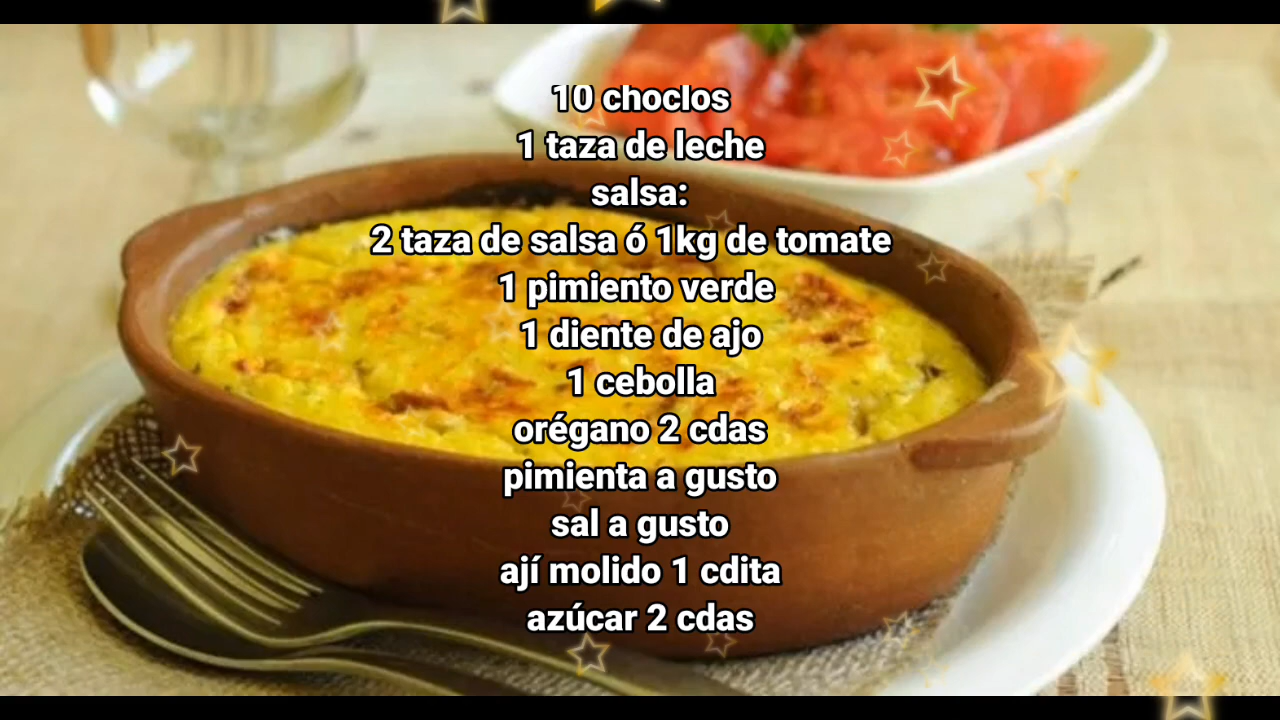 10 choclos
1 taza de leche
salsa:
2 taza de salsa ó 1kg de tomate
1 pimiento verde
1 diente de ajo
1 cebolla
orégano 2 cdas
pimienta a gusto
sal a gusto
ají molido 1 cdita
azúcar 2 cdas